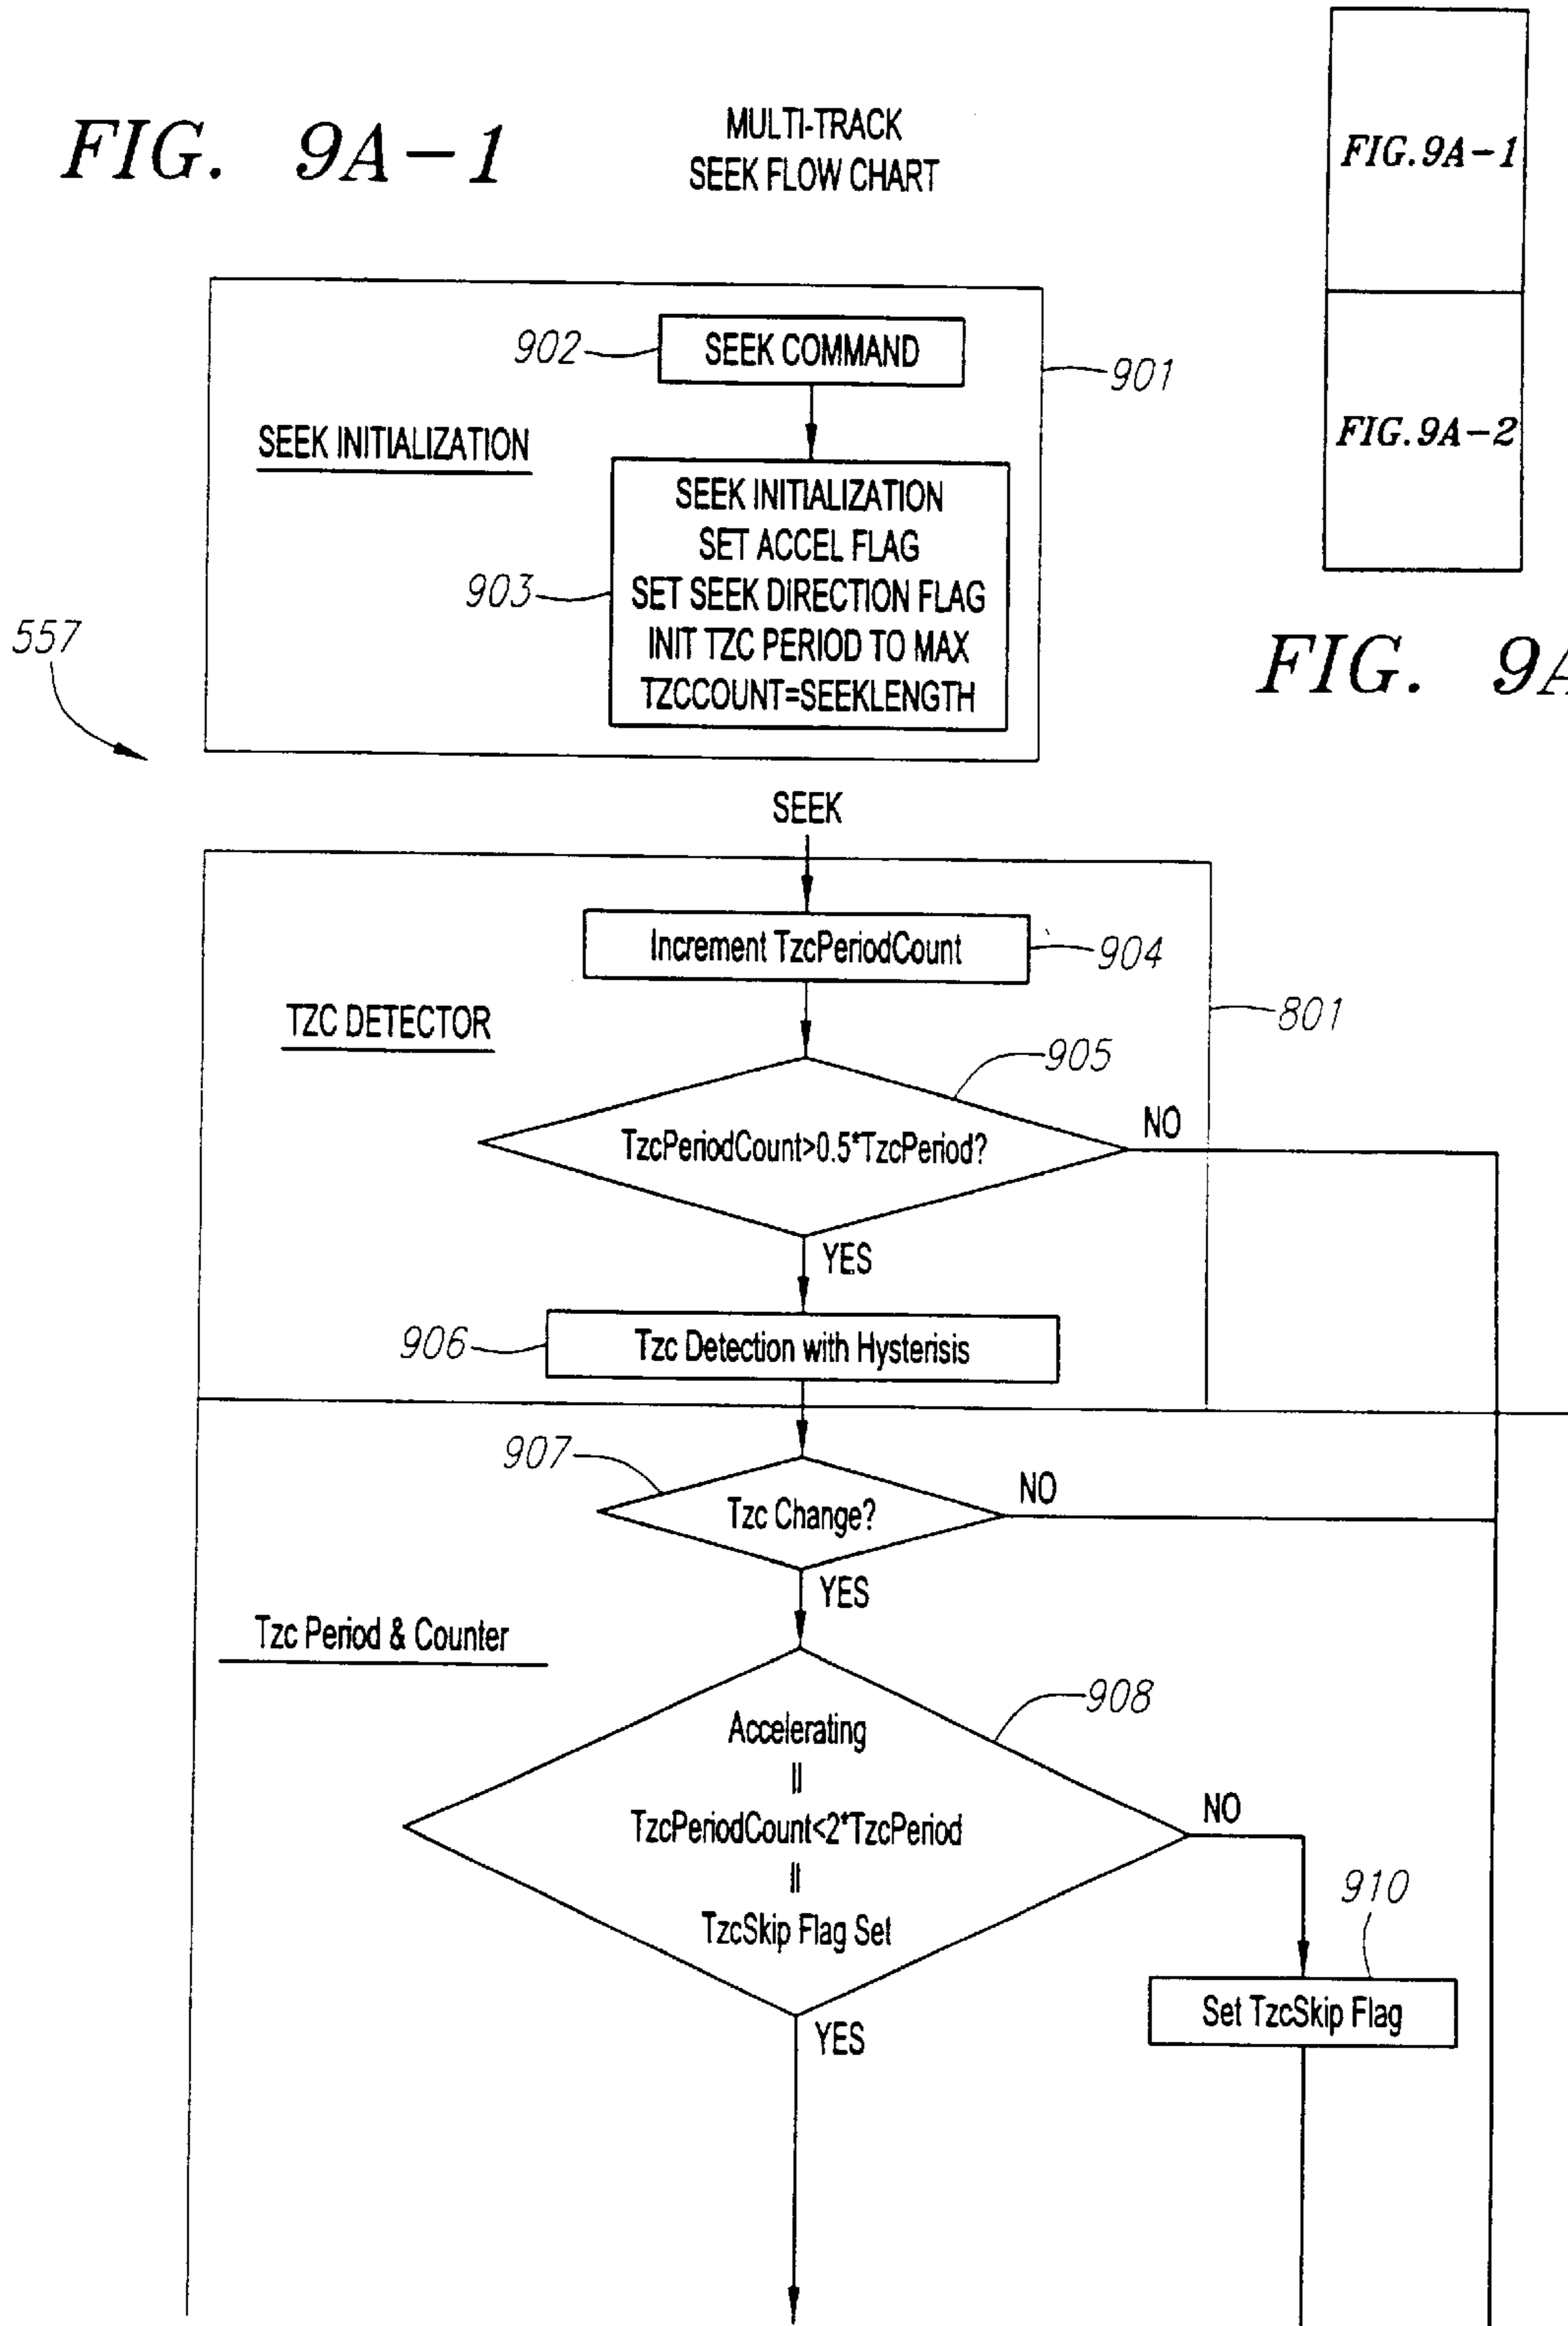 FIG. 9A-1
MULTI-TRACK
SEEK FLOW CHART
FIG.9A-1
FIG.9A-2
FIG. 9A
902
SEEK COMMAND
901
SEEK INITIALIZATION
903
SEEK INITIALIZATION
SET ACCEL FLAG
SET SEEK DIRECTION FLAG
INIT TZC PERIOD TO MAX
TZCCOUNT=SEEKLENGTH
557
SEEK
Increment TzcPeriodCount
904
TZC DETECTOR
801
905
TzcPeriodCount>0.5*TzcPeriod?
NO
YES
906
Tzc Detection with Hysterisis
907
Tzc Change?
NO
YES
Tzc Period & Counter
908
Accelerating
||
TzcPeriodCount<2*TzcPeriod
||
TzcSkip Flag Set
NO
910
Set TzcSkip Flag
YES